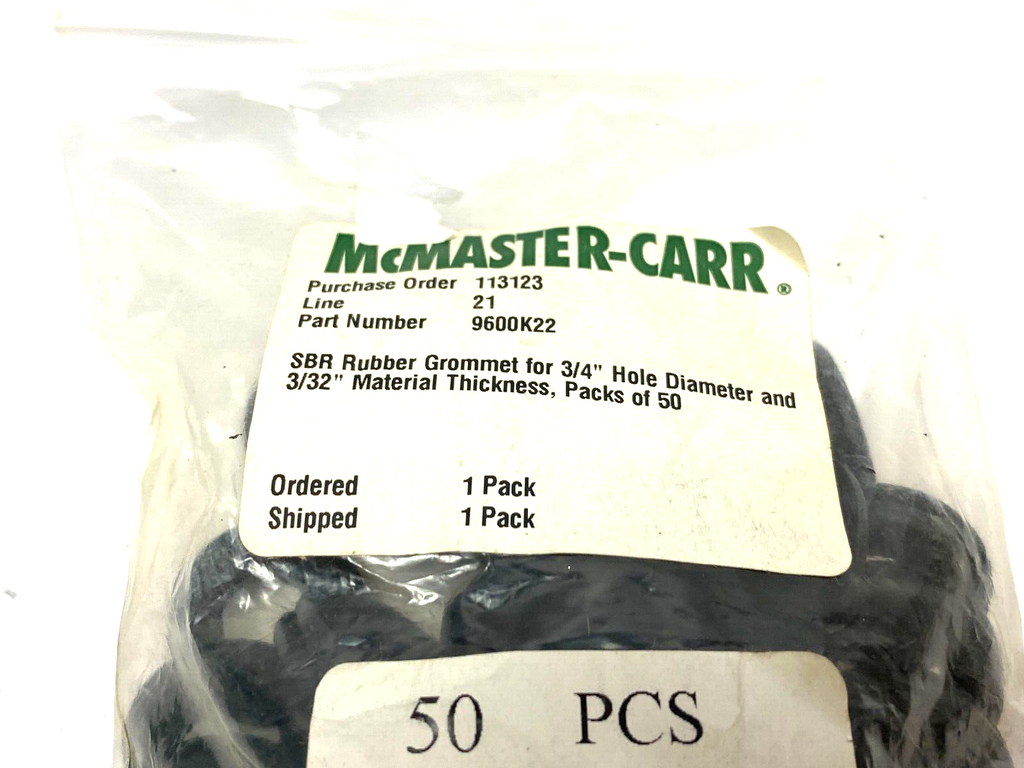 McMASTER-CARR®
Purchase Order 113123
Line 21
Part Number 9600K22
SBR Rubber Grommet for 3/4" Hole Diameter and
3/32" Material Thickness, Packs of 50
Ordered 1 Pack
Shipped 1 Pack
50 PCS